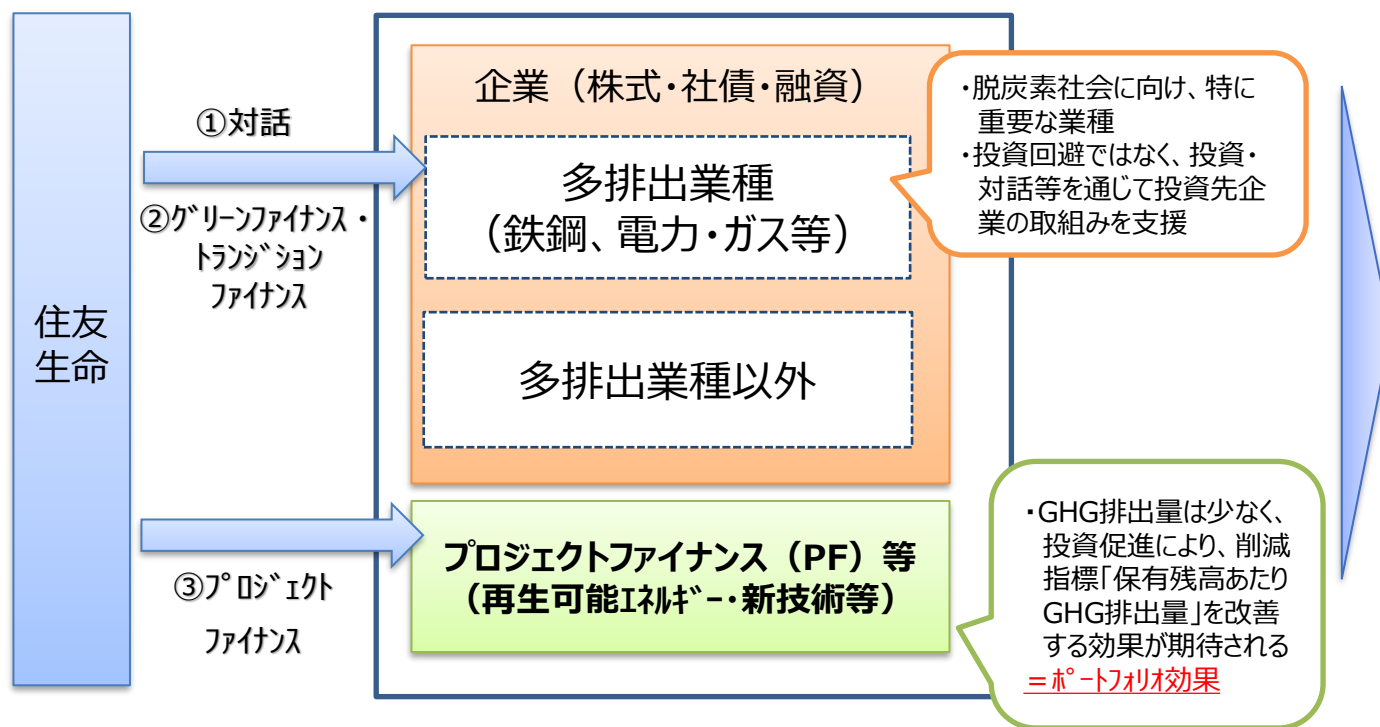 住友
生命
①対話
②ｸﾞﾘｰﾝﾌｧｲﾅﾝｽ・
ﾄﾗﾝｼﾞｼｮﾝ
ﾌｧｲﾅﾝｽ
③ﾌﾟﾛｼﾞｪｸﾄ
ﾌｧｲﾅﾝｽ
企業（株式・社債・融資）
多排出業種
（鉄鋼、電力・ガス等）
多排出業種以外
プロジェクトファイナンス（PF）等
（再生可能ｴﾈﾙｷﾞｰ・新技術等）
・脱炭素社会に向け、特に
重要な業種
・投資回避ではなく、投資・
対話等を通じて投資先企
業の取組みを支援
・GHG排出量は少なく、
投資促進により、削減
指標「保有残高あたり
GHG排出量」を改善
する効果が期待される
＝ﾎﾟｰﾄﾌｫﾘｵ効果